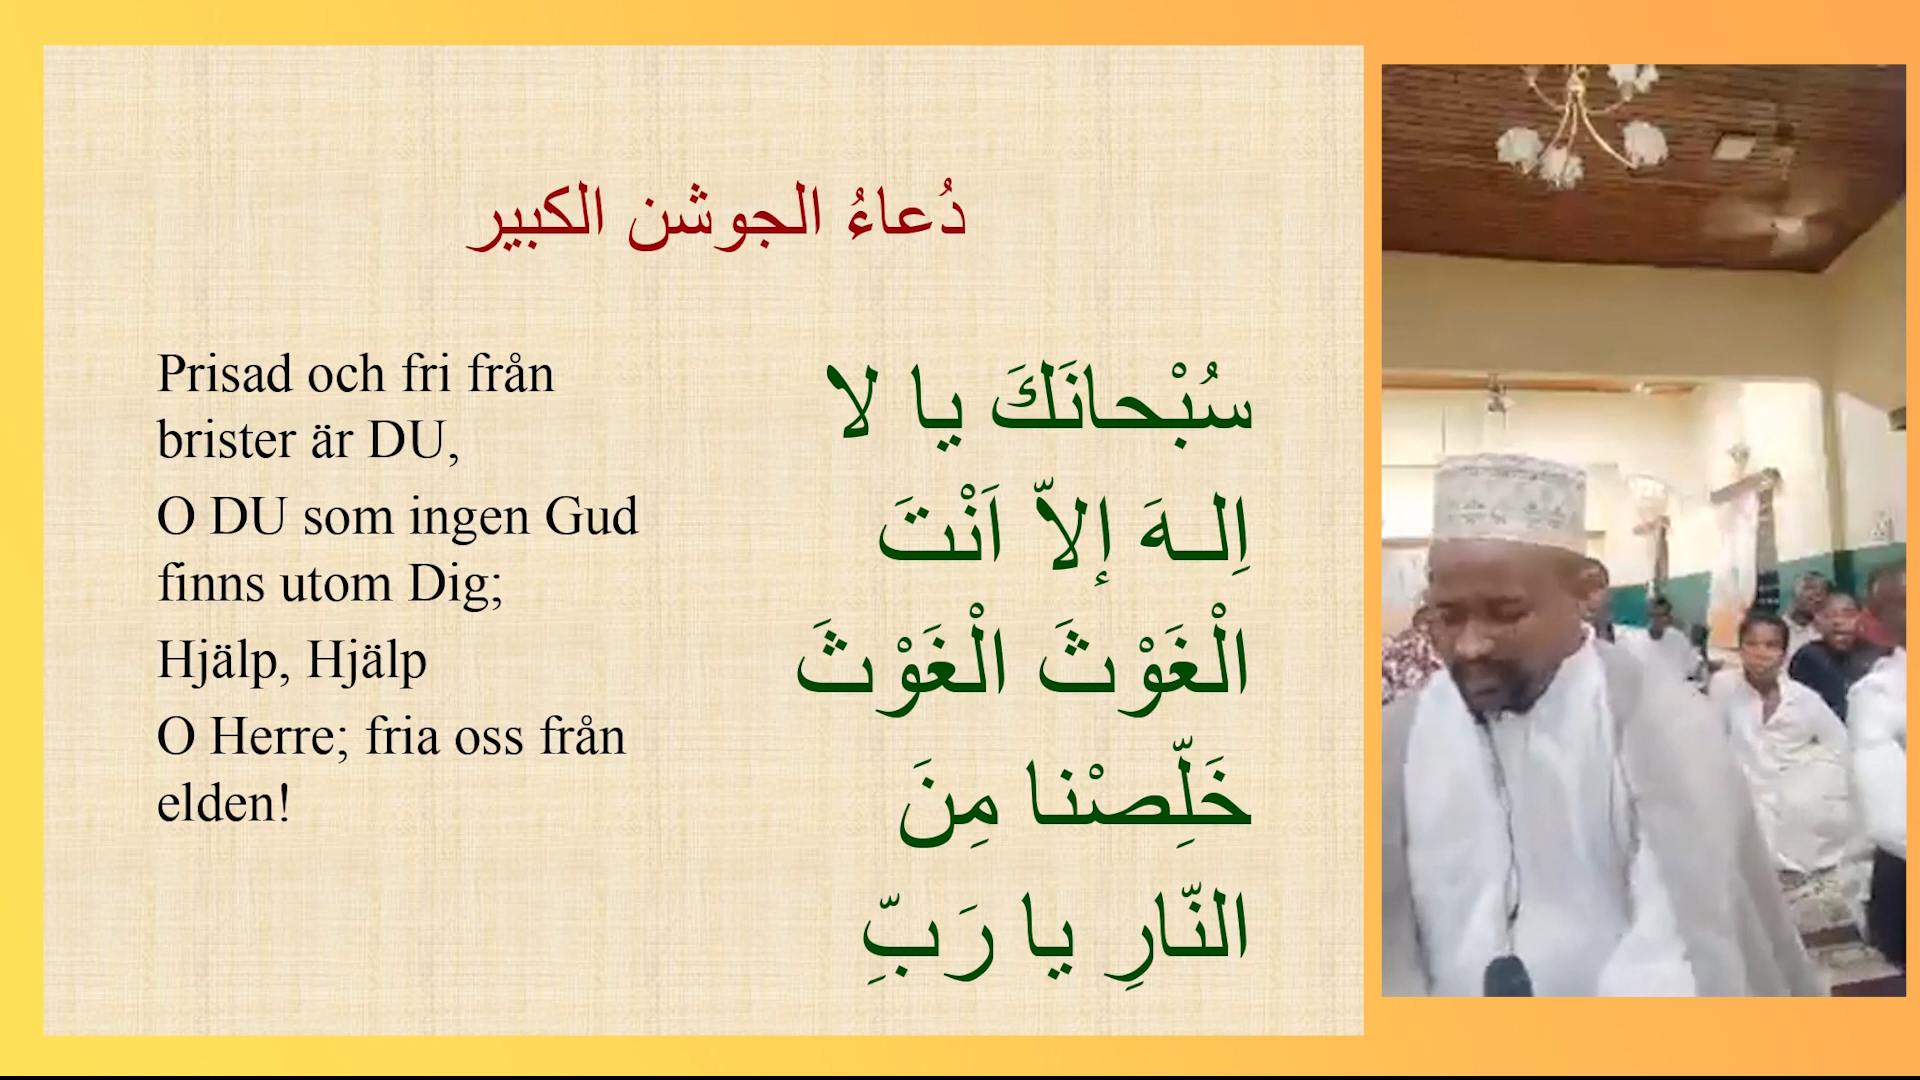 دُعاءُ الجوشن الكبير
Prisad och fri från
brister är DU,
O DU som ingen Gud
finns utom Dig;
Hjälp, Hjälp
O Herre; fria oss från
elden!
سُبْحانَكَ يا لا
اِلـهَ إلاّ اَنْتَ
الْغَوْثَ الْغَوْثَ
خَلِّصْنا مِنَ
النّارِ يا رَبِّ